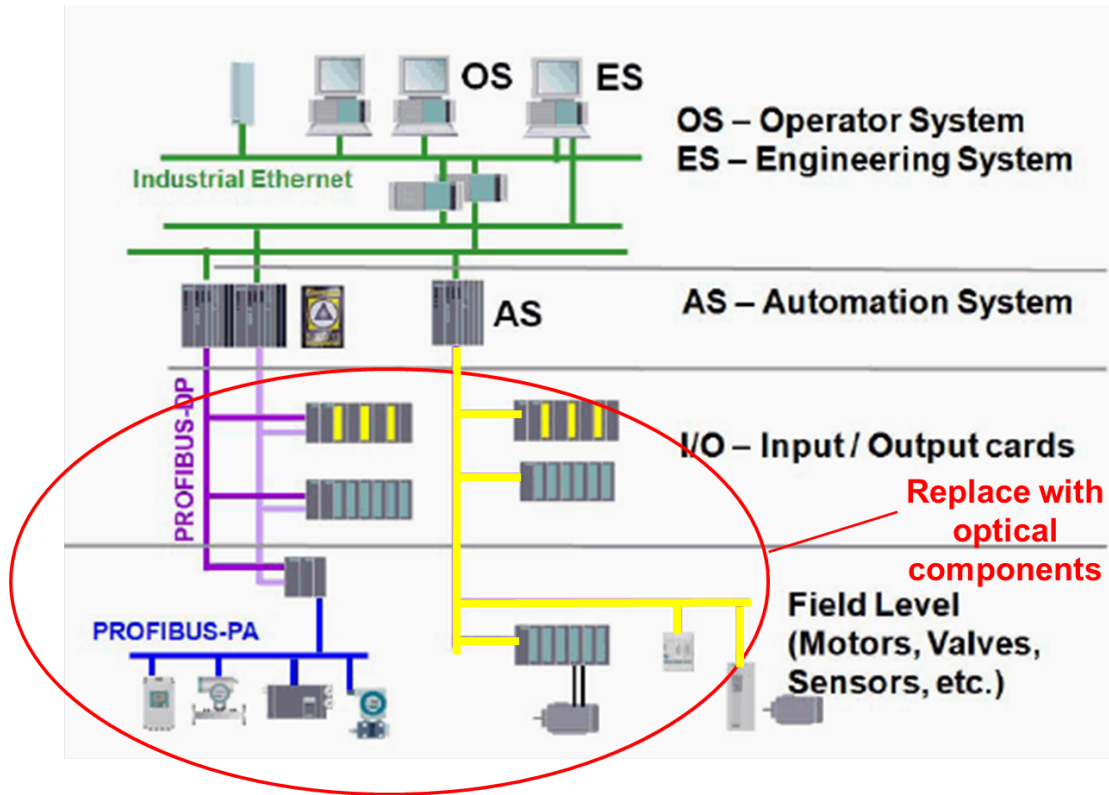 OS
ES
OS – Operator System
ES – Engineering System
Industrial Ethernet
AS
AS – Automation System
PROFIBUS-DP
I/O – Input / Output cards
Replace with
optical
components
PROFIBUS-PA
Field Level
(Motors, Valves,
Sensors, etc.)